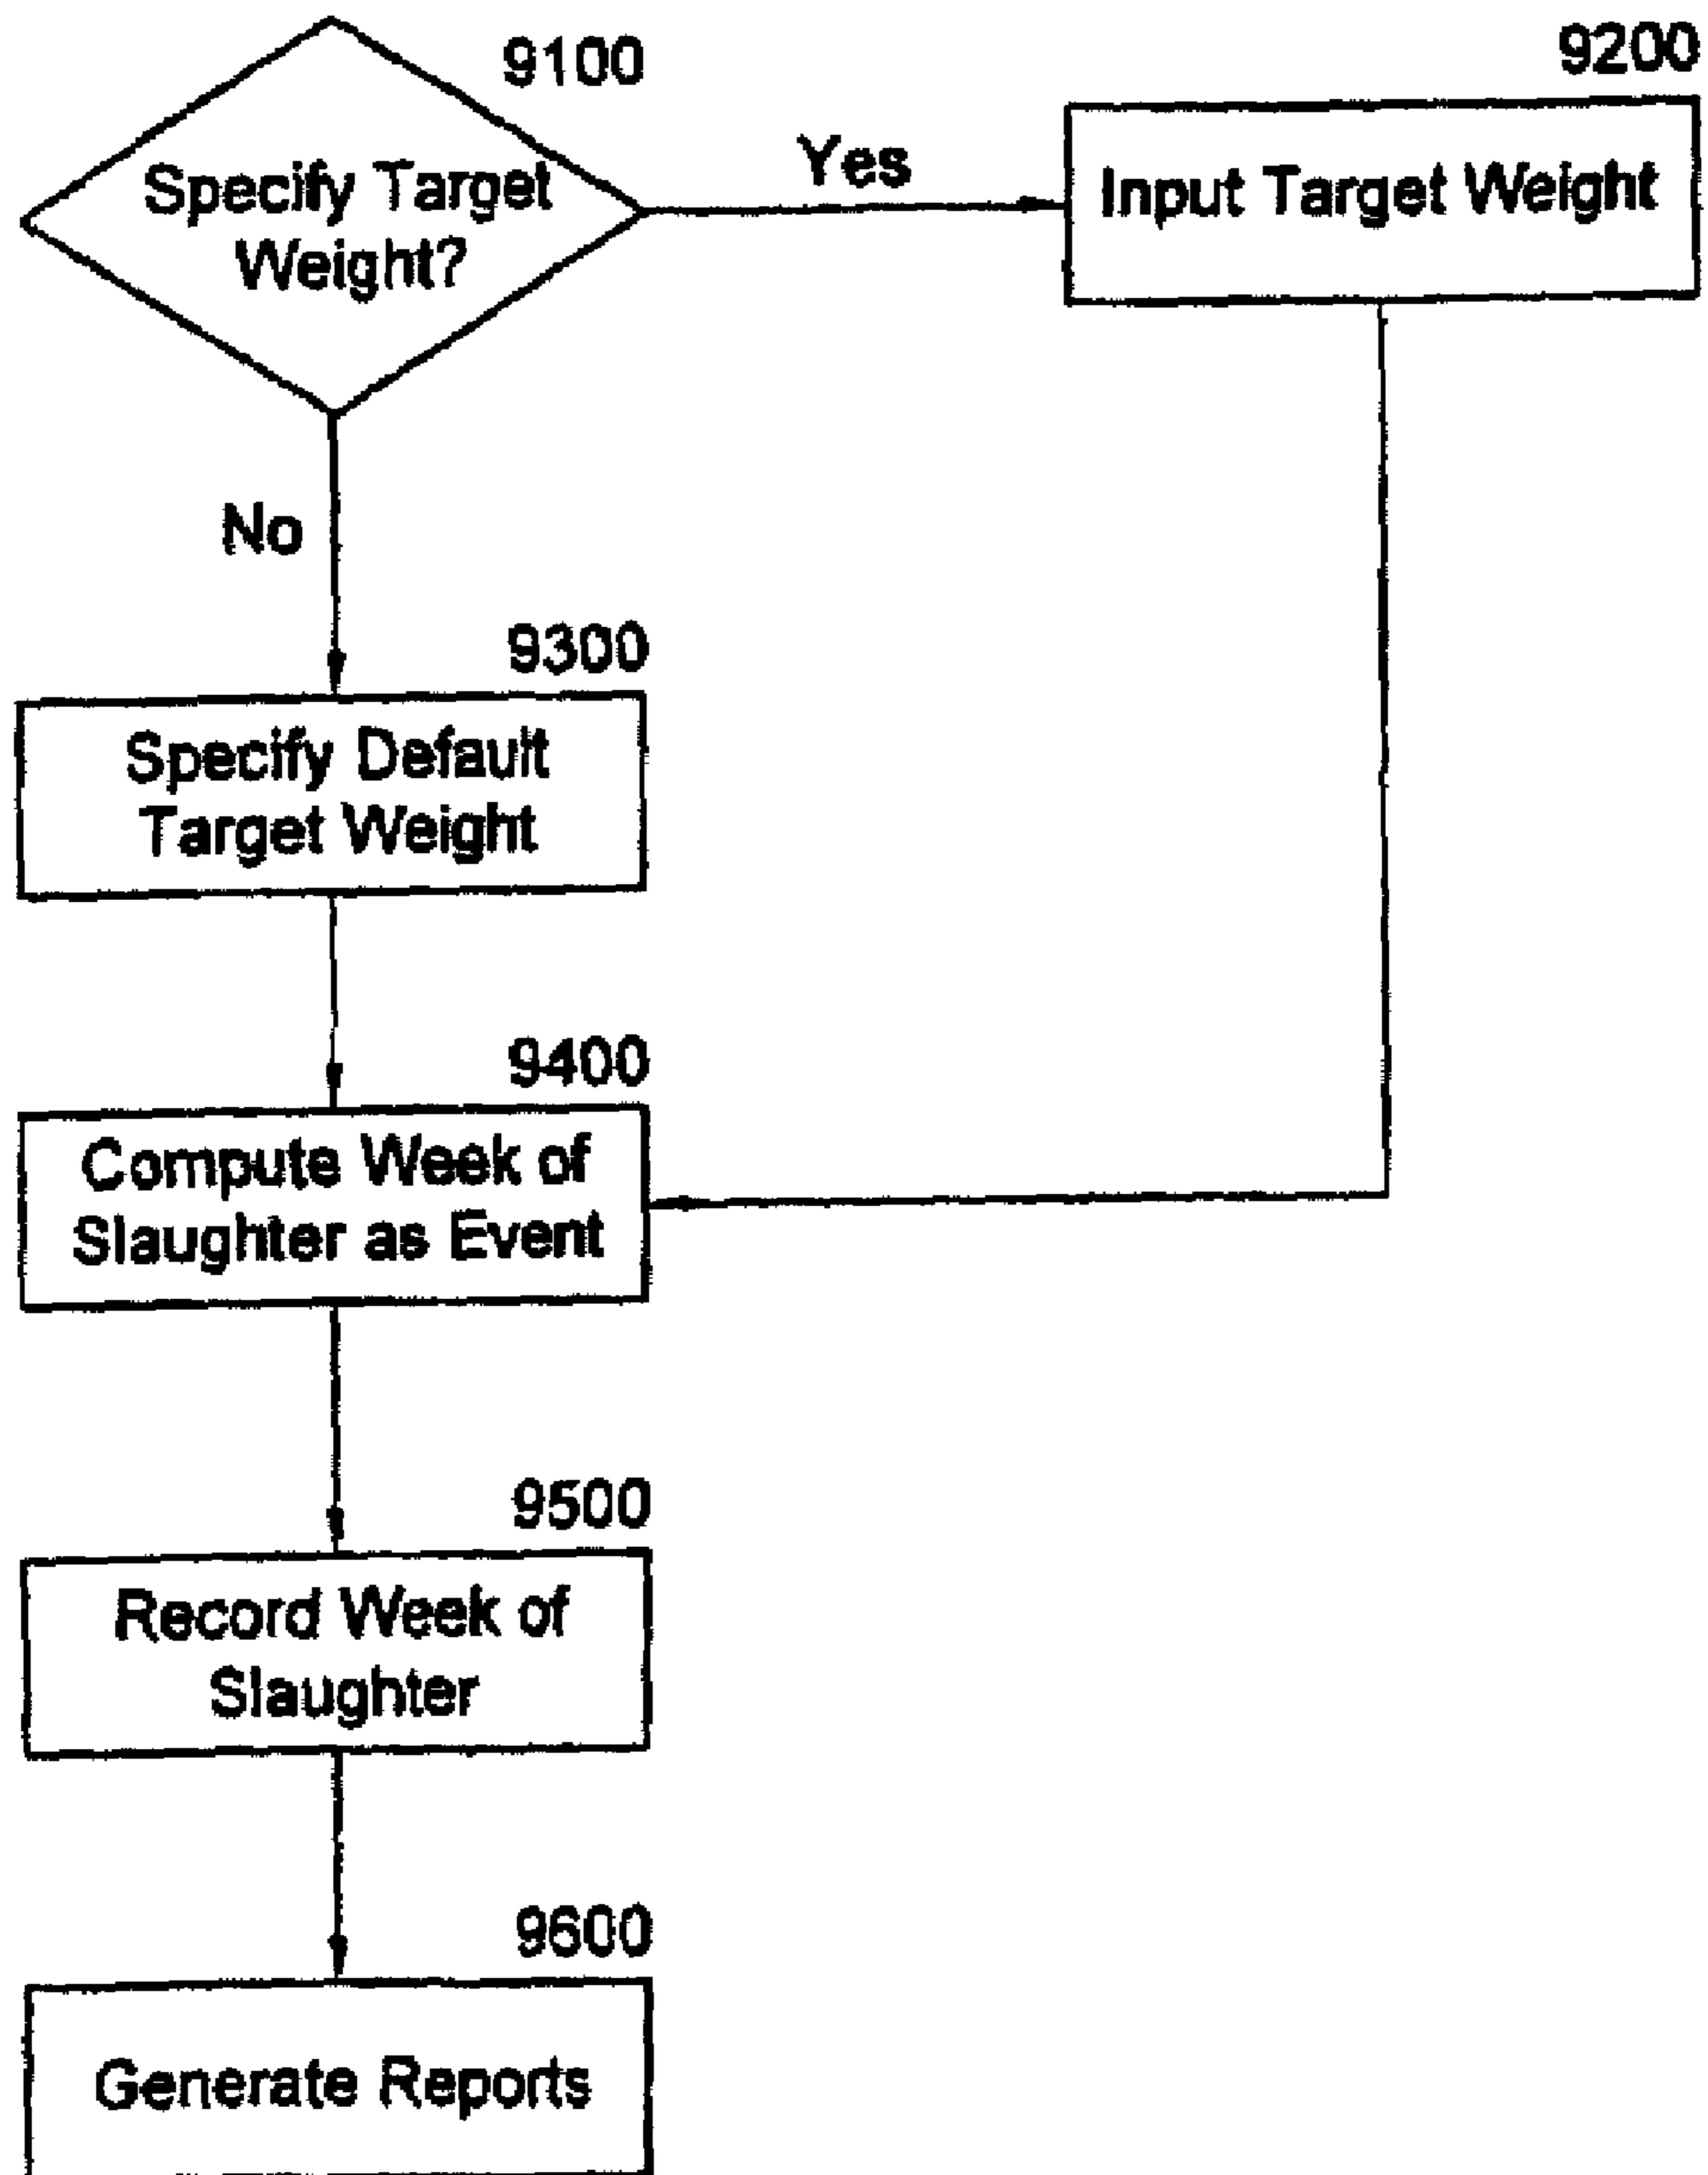 9100
Specify Target
Weight?
Yes
9200
Input Target Weight
No
9300
Specify Default
Target Weight
9400
Compute Week of
Slaughter as Event
9500
Record Week of
Slaughter
9600
Generate Reports